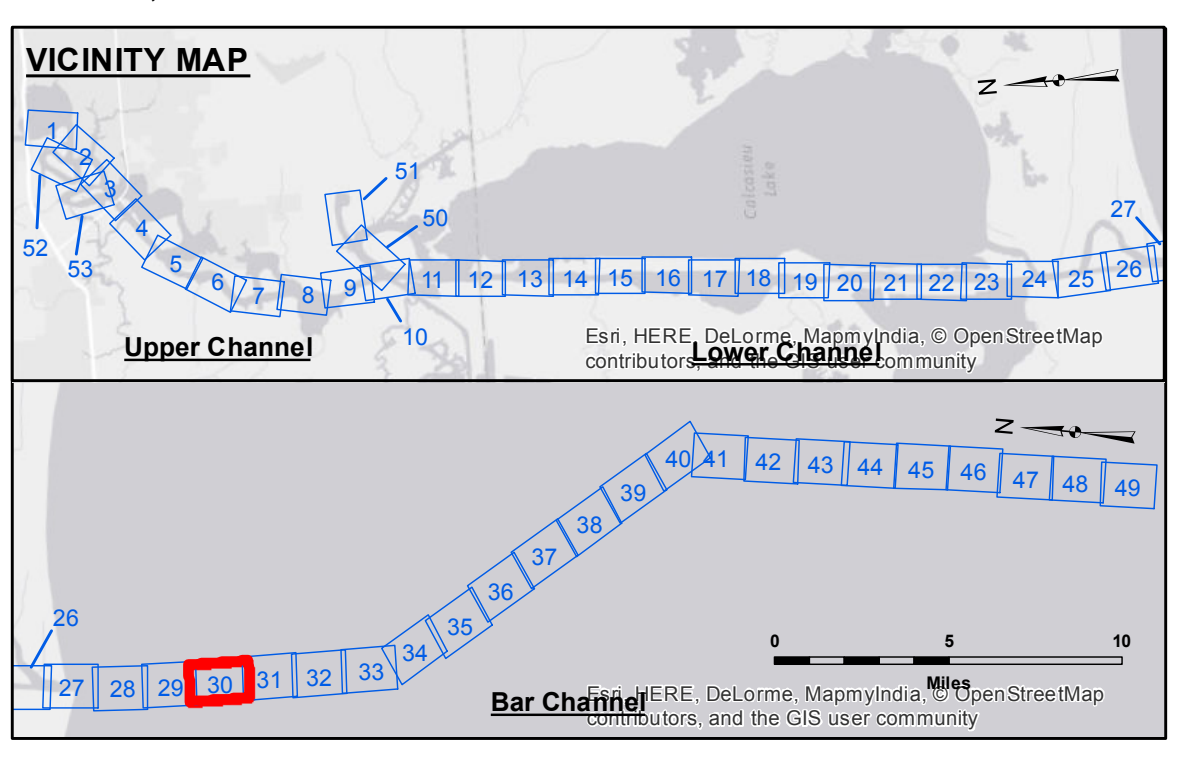 VICINITY MAP
N
1
2
3
52
53
4
5
6
7
8
9
10
51
50
11 12 13 14 15 16 17 18 19 20 21 22 23 24 25 26
27
Calcasieu
Lake
Upper Channel
Lower Channel
Esri, HERE, DeLorme, MapmyIndia, © OpenStreetMap
contributors, and the GIS user community
N
26
27 28 29 30 31 32 33
34
35
36
37
38
39
40 41 42 43 44 45 46 47 48 49
0 5 10
Miles
Bar Channel
Esri, HERE, DeLorme, MapmyIndia, © OpenStreetMap
contributors, and the GIS user community